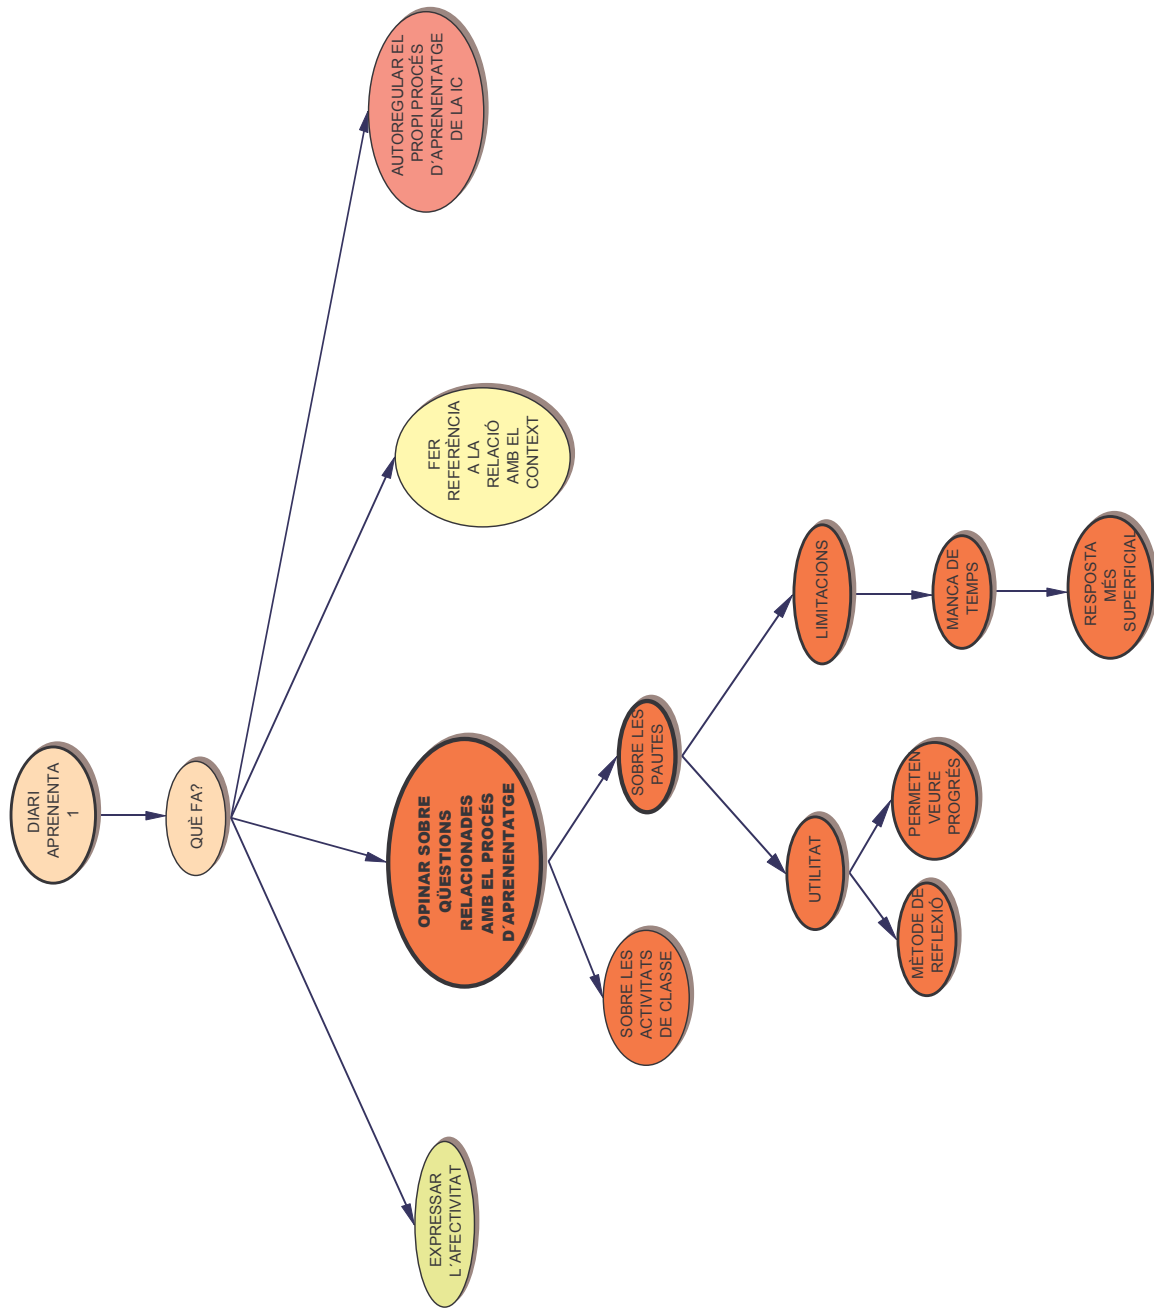 DIARI
APRENENTA
1
QUÈ FA?
EXPRESSAR
L´AFECTIVITAT
OPINAR SOBRE
QÜESTIONS
RELACIONADES
AMB EL PROCÉS
D´APRENENTATGE
FER
REFERÈNCIA
A LA
RELACIÓ
AMB EL
CONTEXT
AUTOREGULAR EL
PROPI PROCÉS
D´APRENENTATGE
DE LA IC
SOBRE LES
ACTIVITATS
DE CLASSE
SOBRE LES
PAUTES
UTILITAT
LIMITACIONS
MÈTODE DE
REFLEXIÓ
PERMETEN
VEURE
PROGRÉS
MANCA DE
TEMPS
RESPOSTA
MÉS
SUPERFICIAL